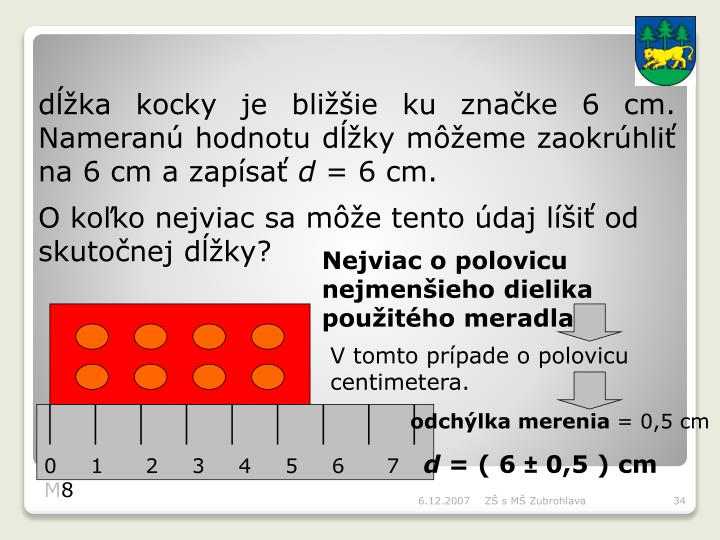 dĺžka kocky je bližšie ku značke 6 cm.
Nameranú hodnotu dĺžky môžeme zaokrúhliť
na 6 cm a zapísať d = 6 cm.
O koľko nejviac sa môže tento údaj líšiť od
skutočnej dĺžky?
Nejviac o polovicu
nejmenšieho dielika
použitého meradla
V tomto prípade o polovicu
centimetera.
odchýlka merenia = 0,5 cm
0 1 2 3 4 5 6 7
d = ( 6 ± 0,5 ) cm
M8
6.12.2007 ZŠ s MŠ Zubrohlava 34